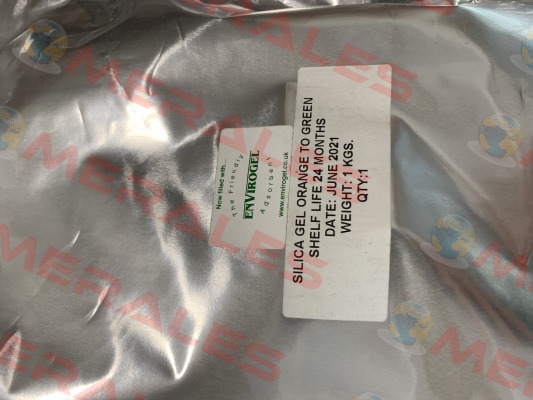 Now filled with...
The Friendly
ENVIROGEL
Adsorbent
www.envirogel.co.uk
SILICA GEL ORANGE TO GREEN
SHELF LIFE 24 MONTHS
DATE: JUNE 2021
WEIGHT: 1 KGS.
QTY:1
MERALES
MERALES
MERALES
MERALES